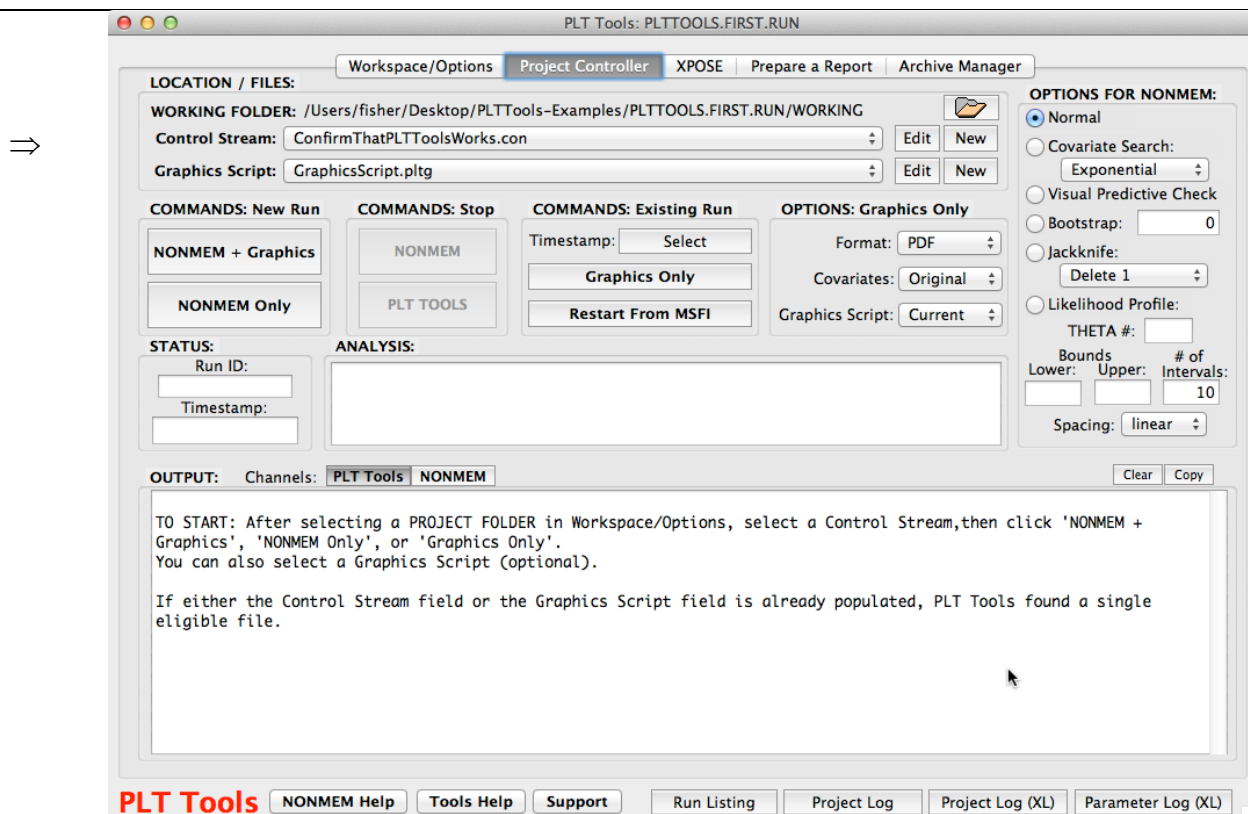 ⇒
PLT Tools: PLTTOOLS.FIRST.RUN
Workspace/Options Project Controller XPOSE Prepare a Report Archive Manager
LOCATION / FILES:
WORKING FOLDER: /Users/fisher/Desktop/PLTTools-Examples/PLTTOOLS.FIRST.RUN/WORKING
Control Stream: ConfirmThatPLTToolsWorks.con Edit New
Graphics Script: GraphicsScript.pltg Edit New
COMMANDS: New Run
NONMEM + Graphics
NONMEM Only
COMMANDS: Stop
NONMEM
PLT TOOLS
COMMANDS: Existing Run
Timestamp: Select
Graphics Only
Restart From MSFI
OPTIONS: Graphics Only
Format: PDF
Covariates: Original
Graphics Script: Current
OPTIONS FOR NONMEM:
Normal
Covariate Search:
Exponential
Visual Predictive Check
Bootstrap: 0
Jackknife:
Delete 1
Likelihood Profile:
THETA #:
Bounds # of
Lower: Upper: Intervals:
10
Spacing: linear
STATUS:
Run ID:
Timestamp:
ANALYSIS:
OUTPUT: Channels: PLT Tools NONMEM Clear Copy
TO START: After selecting a PROJECT FOLDER in Workspace/Options, select a Control Stream,then click 'NONMEM +
Graphics', 'NONMEM Only', or 'Graphics Only'.
You can also select a Graphics Script (optional).
If either the Control Stream field or the Graphics Script field is already populated, PLT Tools found a single
eligible file.
PLT Tools NONMEM Help Tools Help Support Run Listing Project Log Project Log (XL) Parameter Log (XL)